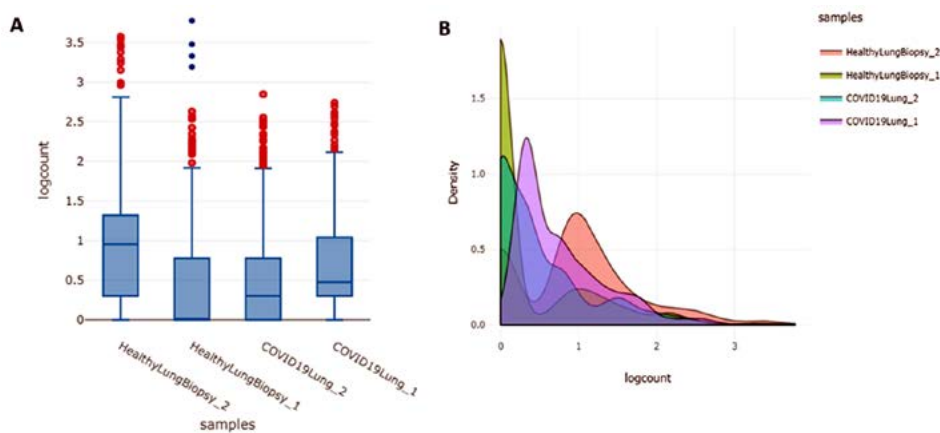 A
3.5
3
2.5
2
1.5
1
0.5
0
logcount
HealthyLungBiopsy_2
HealthyLungBiopsy_1
COVID19Lung_2
COVID19Lung_1
samples
B
samples
HealthyLungBiopsy_2
HealthyLungBiopsy_1
COVID19Lung_2
COVID19Lung_1
1.5
1.0
0.5
0.0
Density
0
1
2
3
logcount